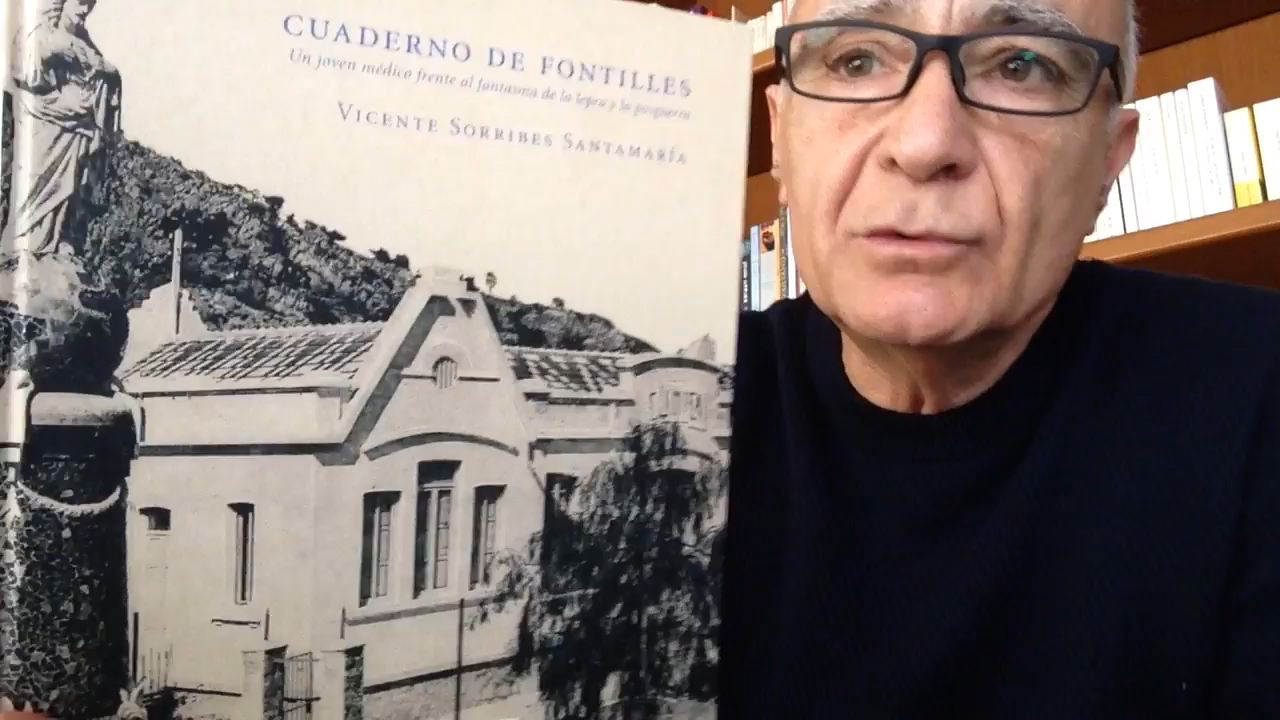 CUADERNO DE FONTILLES
Un joven médico frente al fantasma de la lepra y la posguerra
VICENTE SORRIBES SANTAMARÍA